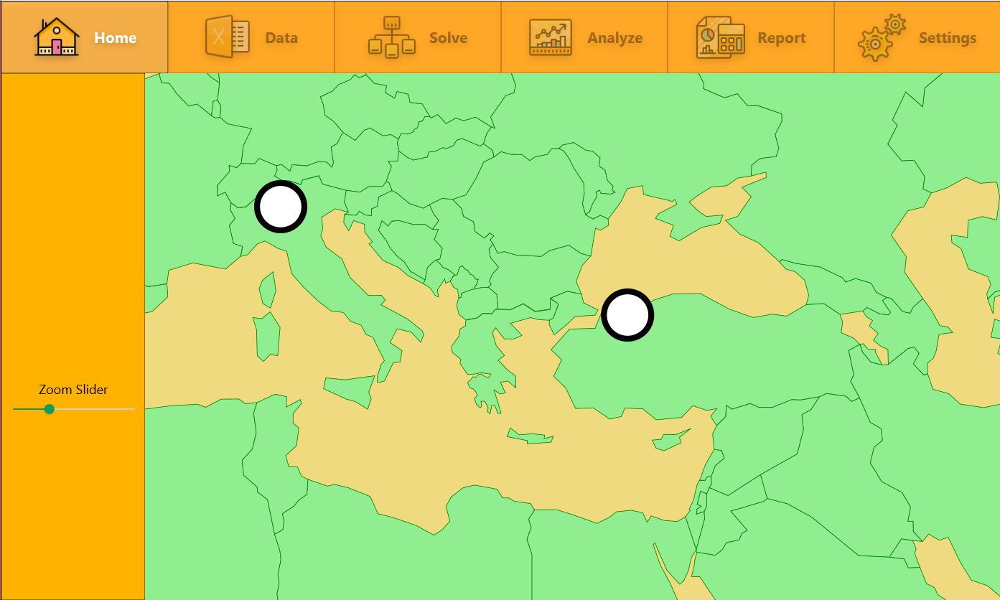 Home
Data
Solve
Analyze
Report
Settings
Zoom Slider